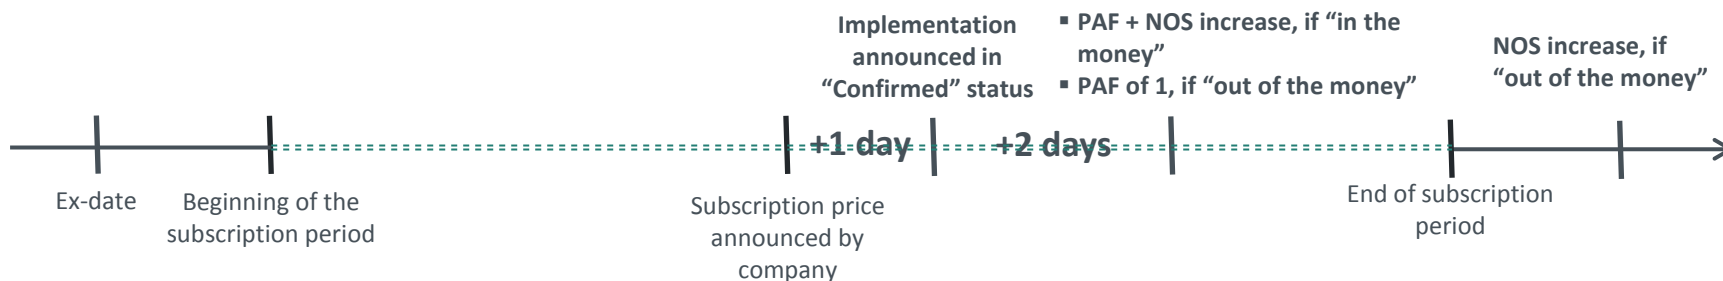 Implementation
announced in
“Confirmed” status
▪ PAF + NOS increase, if “in the
money”
▪ PAF of 1, if “out of the money”
NOS increase, if
“out of the money”
+1 day
+2 days
Ex-date
Beginning of the
subscription period
Subscription price
announced by
company
End of subscription
period